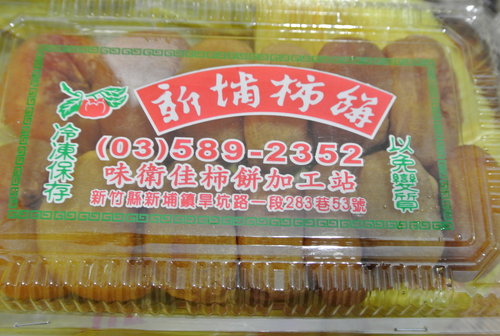 新埔柿餅
(03)589-2352
味衛佳柿餅加工站
新竹縣新埔鎮旱坑路一段283巷53號
冷凍保存
以免變質